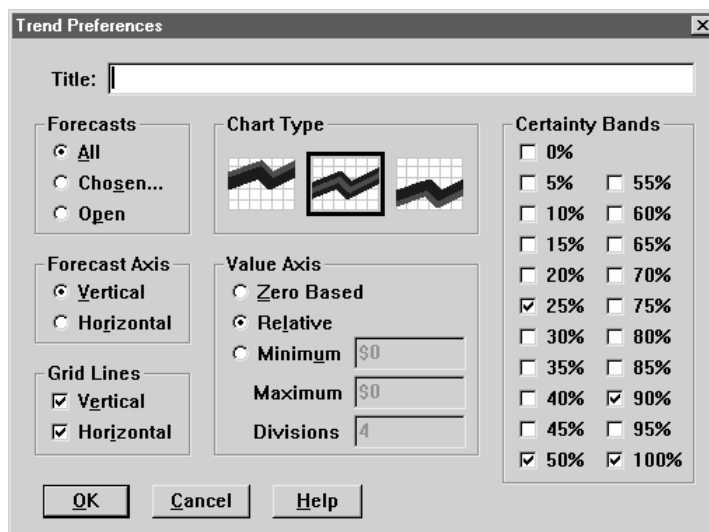 Trend Preferences
Title:
Forecasts
All
Chosen...
Open
Chart Type
Certainty Bands
0%
5% 55%
10% 60%
15% 65%
20% 70%
25% 75%
30% 80%
35% 85%
40% 90%
45% 95%
50% 100%
Forecast Axis
Vertical
Horizontal
Value Axis
Zero Based
Relative
Minimum $0
Maximum $0
Divisions 4
Grid Lines
Vertical
Horizontal
OK Cancel Help